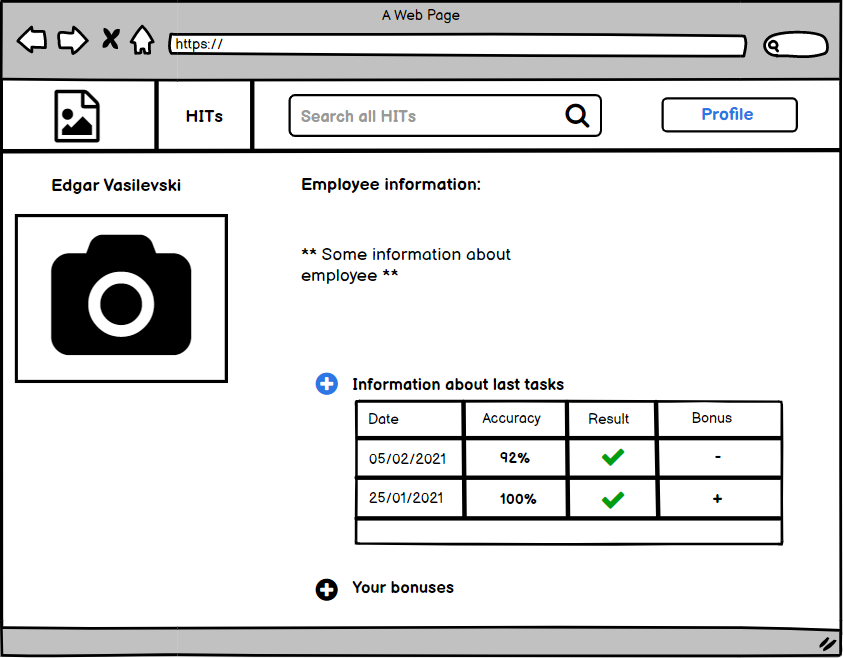 A Web Page
https://
HITs
Search all HITs
Profile
Edgar Vasilevski
Employee information:
** Some information about
employee **
Information about last tasks
Date Accuracy Result Bonus
05/02/2021 92% -
25/01/2021 100% +
Your bonuses